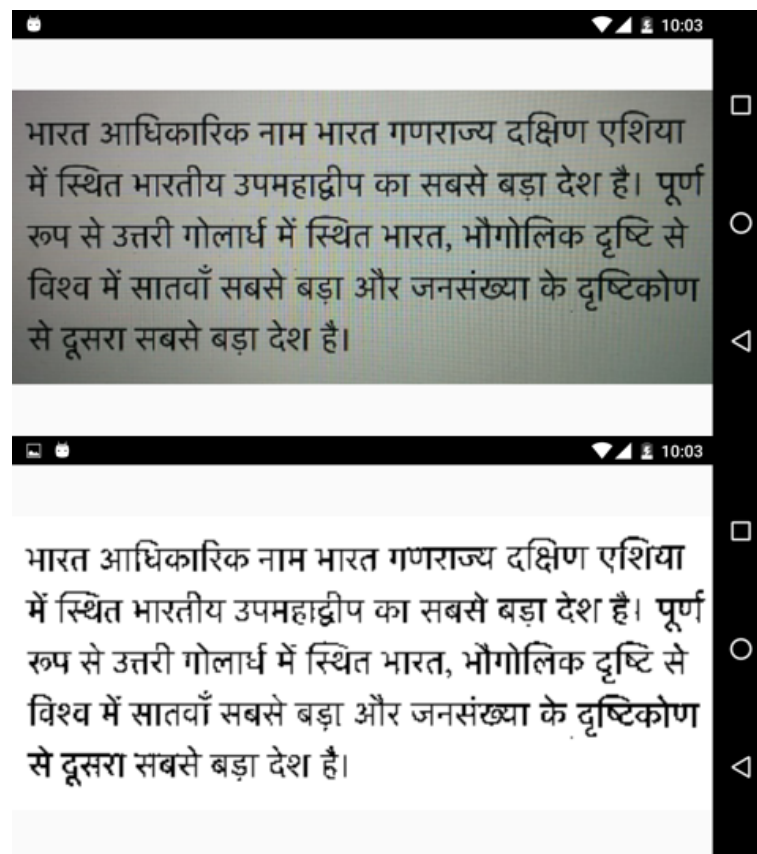 10:03
भारत आधिकारिक नाम भारत गणराज्य दक्षिण एशिया
में स्थित भारतीय उपमहाद्वीप का सबसे बड़ा देश है। पूर्ण
रूप से उत्तरी गोलार्ध में स्थित भारत, भौगोलिक दृष्टि से
विश्व में सातवाँ सबसे बड़ा और जनसंख्या के दृष्टिकोण
से दूसरा सबसे बड़ा देश है।
10:03
भारत आधिकारिक नाम भारत गणराज्य दक्षिण एशिया
में स्थित भारतीय उपमहाद्वीप का सबसे बड़ा देश है। पूर्ण
रूप से उत्तरी गोलार्ध में स्थित भारत, भौगोलिक दृष्टि से
विश्व में सातवाँ सबसे बड़ा और जनसंख्या के दृष्टिकोण
से दूसरा सबसे बड़ा देश है।